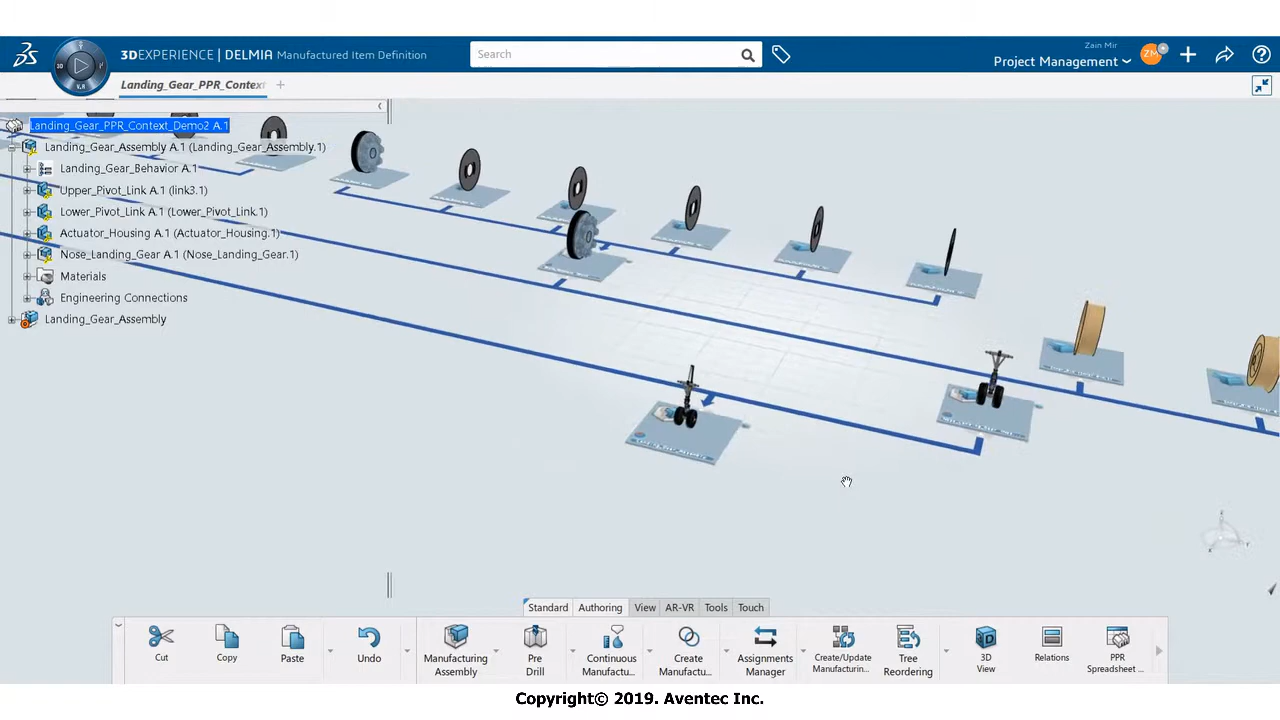 3DEXPERIENCE | DELMIA Manufactured Item Definition
Search
Zain Mir
Project Management
ZM
3D
V.R
Landing_Gear_PPR_Context
Landing_Gear_PPR_Context_Demo2 A.1
Landing_Gear_Assembly A.1 (Landing_Gear_Assembly.1)
Landing_Gear_Behavior A.1
Upper_Pivot_Link A.1 (link3.1)
Lower_Pivot_Link A.1 (Lower_Pivot_Link.1)
Actuator_Housing A.1 (Actuator_Housing.1)
Nose_Landing_Gear A.1 (Nose_Landing_Gear.1)
Materials
Engineering Connections
Landing_Gear_Assembly
Standard Authoring View AR-VR Tools Touch
Cut
Copy
Paste
Undo
Manufacturing Assembly
Pre Drill
Continuous Manufactu...
Create Manufactu...
Assignments Manager
Create/Update Manufacturin...
Tree Reordering
3D View
Relations
PPR Spreadsheet ...
Copyright© 2019. Aventec Inc.